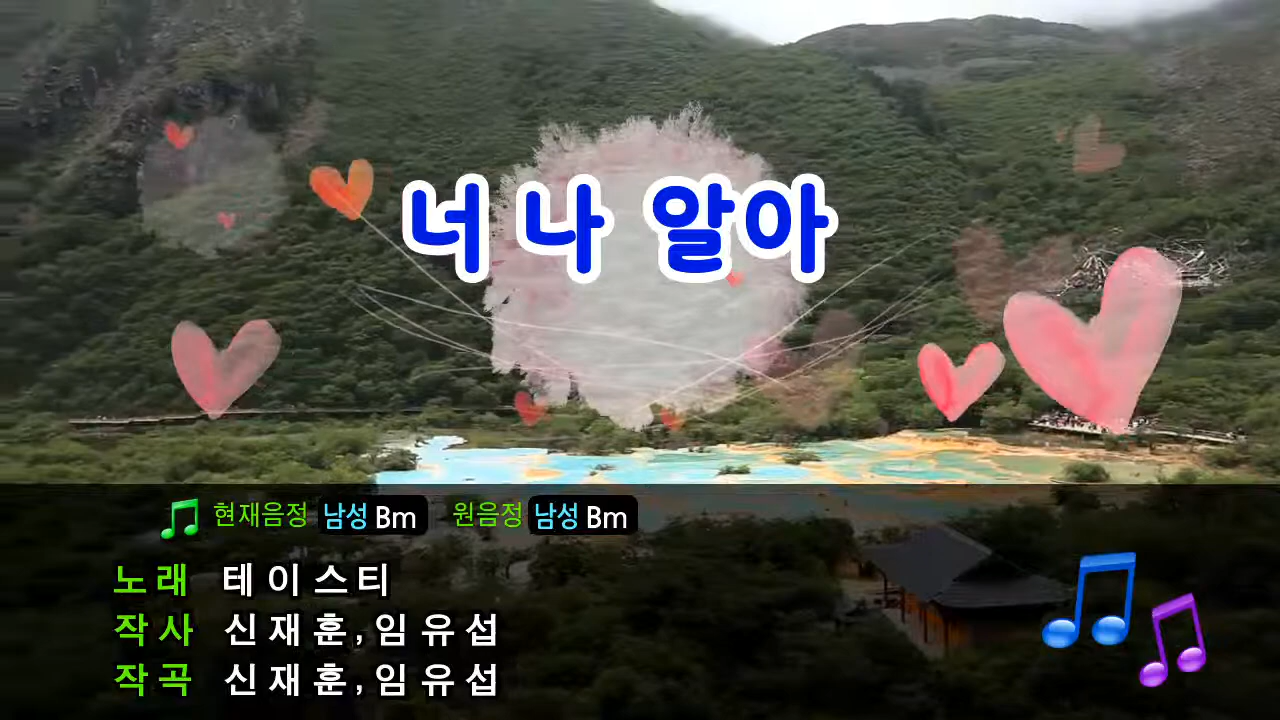 너 나 알아
현재음정 남성 Bm 원음정 남성 Bm
노래 테이스티
작사 신재훈,임유섭
작곡 신재훈,임유섭